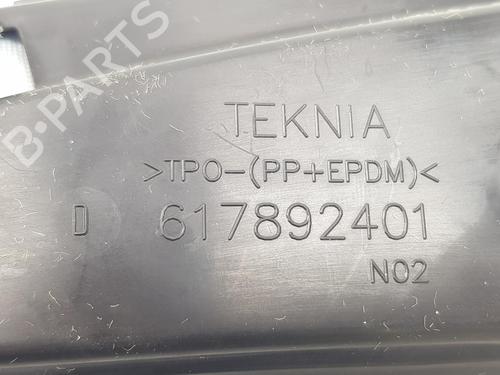 B-PARTS
TEKNIA
>TPO-(PP+EPDM)<
D 617892401
N02